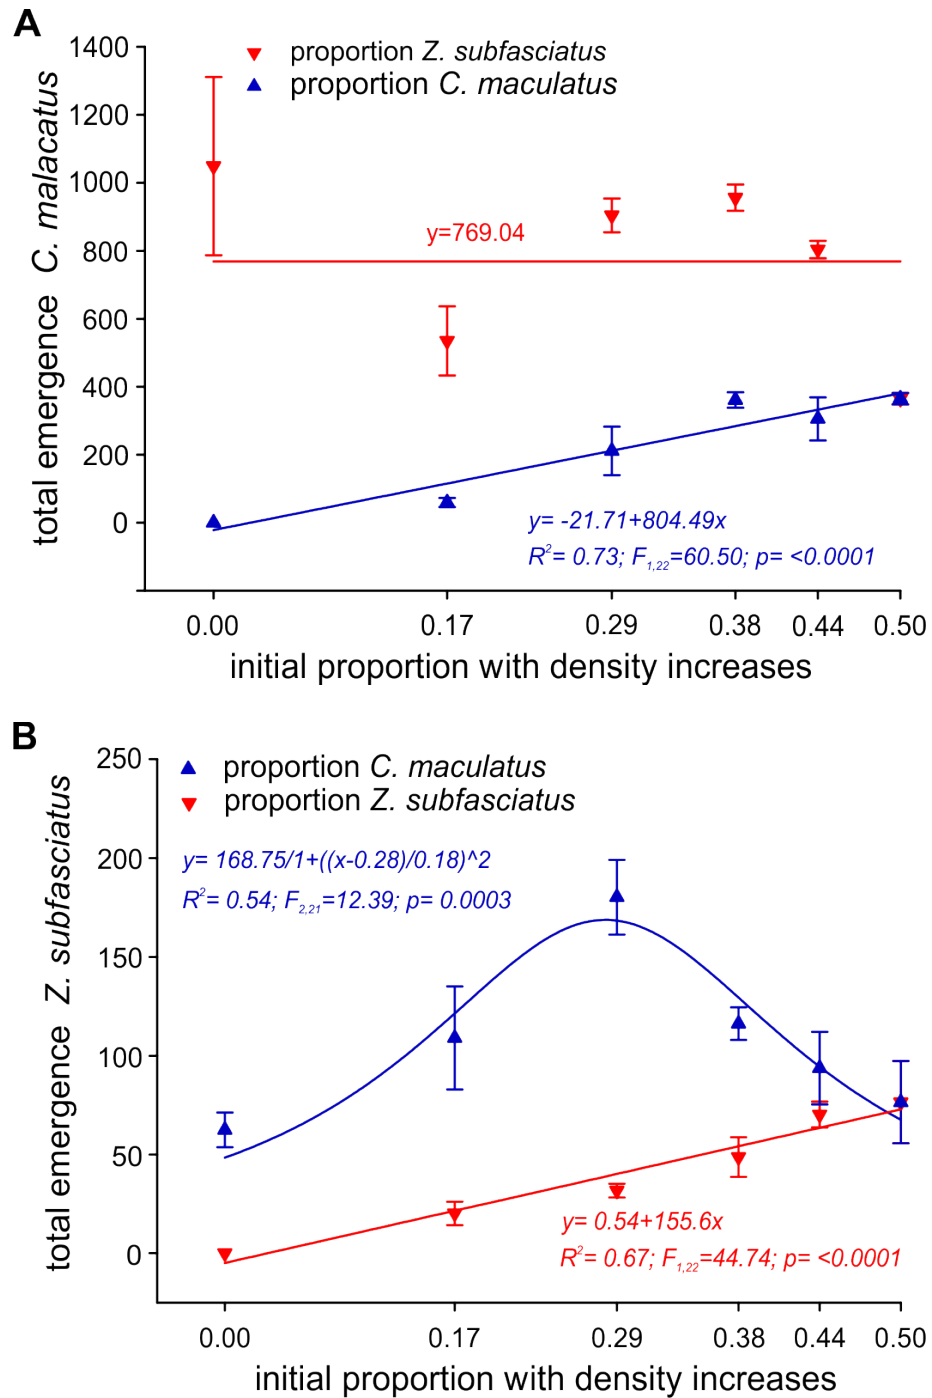 A
1400
1200
1000
800
600
400
200
0
total emergence C. malacatus
proportion Z. subfasciatus
proportion C. maculatus
y=769.04
y= -21.71+804.49x
R²= 0.73; F1,22=60.50; p= <0.0001
0.00 0.17 0.29 0.38 0.44 0.50
initial proportion with density increases
B
250
200
150
100
50
0
total emergence Z. subfasciatus
proportion C. maculatus
proportion Z. subfasciatus
y= 168.75/1+((x-0.28)/0.18)^2
R²= 0.54; F2,21=12.39; p= 0.0003
y= 0.54+155.6x
R²= 0.67; F1,22=44.74; p= <0.0001
0.00 0.17 0.29 0.38 0.44 0.50
initial proportion with density increases